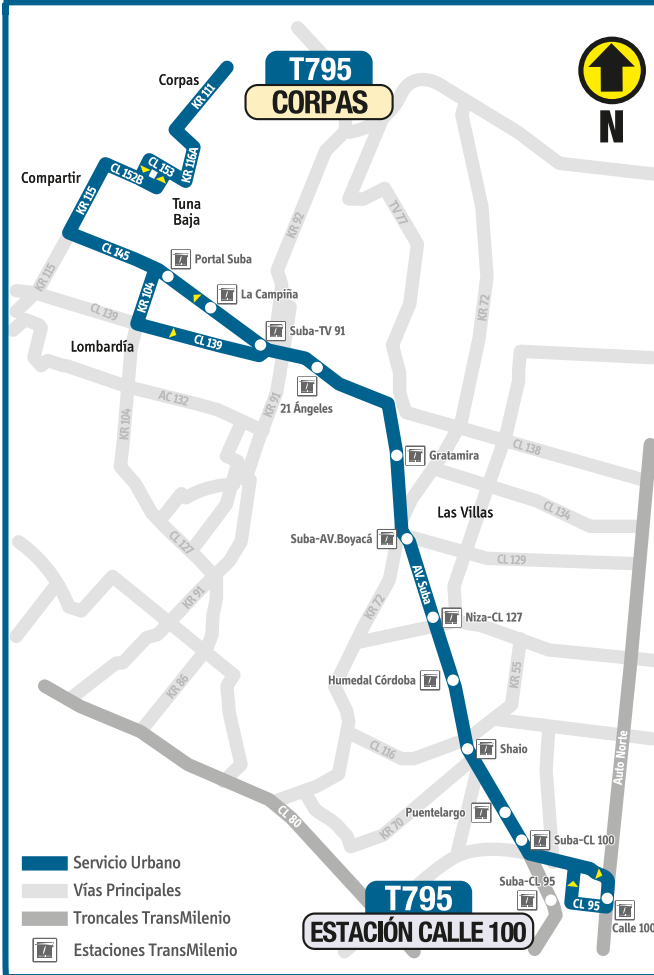 T795
CORPAS
N
Corpas
KR 111
KR 116A
CL 153
CL 152B
Compartir
Tuna
Baja
KR 115
CL 145
KR 115
Portal Suba
KR 92
TV 77
KR 72
KR 104
La Campiña
CL 139
Suba-TV 91
CL 139
Lombardía
21 Ángeles
KR 91
AC 132
KR 104
CL 138
Gratamira
CL 134
Las Villas
Suba-AV.Boyacá
CL 129
CL 127
AV. Suba
KR 91
KR 72
Niza-CL 127
Humedal Córdoba
KR 55
KR 86
CL 116
Shaio
Auto Norte
CL 80
KR 70
Puentelargo
Suba-CL 100
Suba-CL 95
CL 95
Calle 100
Servicio Urbano
Vías Principales
Troncales TransMilenio
Estaciones TransMilenio
T795
ESTACIÓN CALLE 100